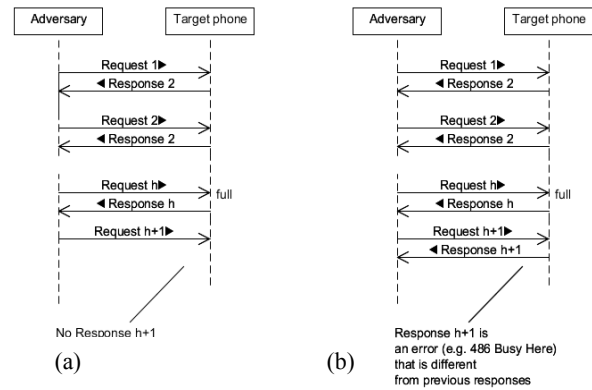 Adversary
Target phone
Request 1▶
◀ Response 2
Request 2▶
◀ Response 2
Request h▶
full
◀ Response h
Request h+1▶
No Response h+1
(a)
Adversary
Target phone
Request 1▶
◀ Response 2
Request 2▶
◀ Response 2
Request h▶
full
◀ Response h
Request h+1▶
◀ Response h+1
Response h+1 is
an error (e.g. 486 Busy Here)
that is different
from previous responses
(b)